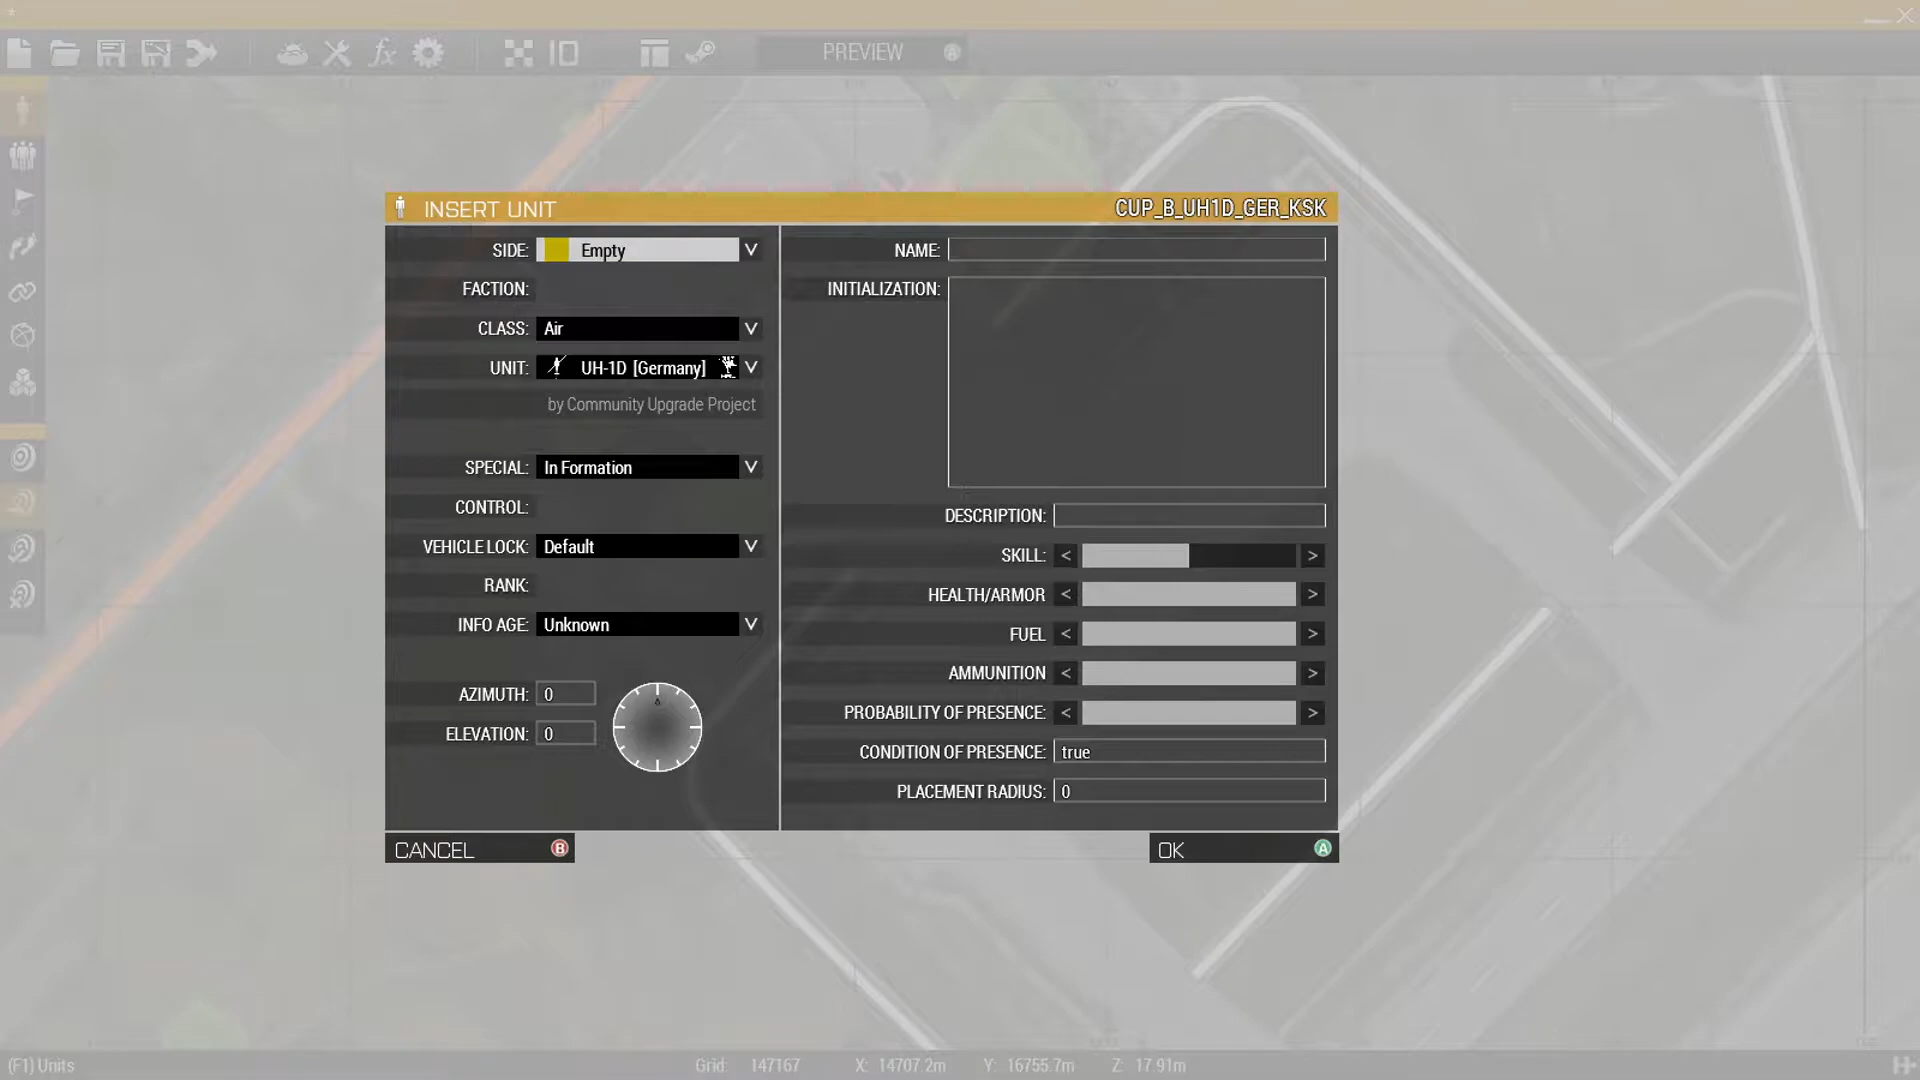 PREVIEW A
INSERT UNIT CUP_B_UH1D_GER_KSK
SIDE: Empty
FACTION:
CLASS: Air
UNIT: UH-1D [Germany]
by Community Upgrade Project
SPECIAL: In Formation
CONTROL:
VEHICLE LOCK: Default
RANK:
INFO AGE: Unknown
AZIMUTH: 0
ELEVATION: 0
NAME:
INITIALIZATION:
DESCRIPTION:
SKILL: < >
HEALTH/ARMOR < >
FUEL < >
AMMUNITION < >
PROBABILITY OF PRESENCE: < >
CONDITION OF PRESENCE: true
PLACEMENT RADIUS: 0
CANCEL B
OK A
(F1) Units Grid: 147167 X: 14707.2m Y: 16755.7m Z: 17.91m